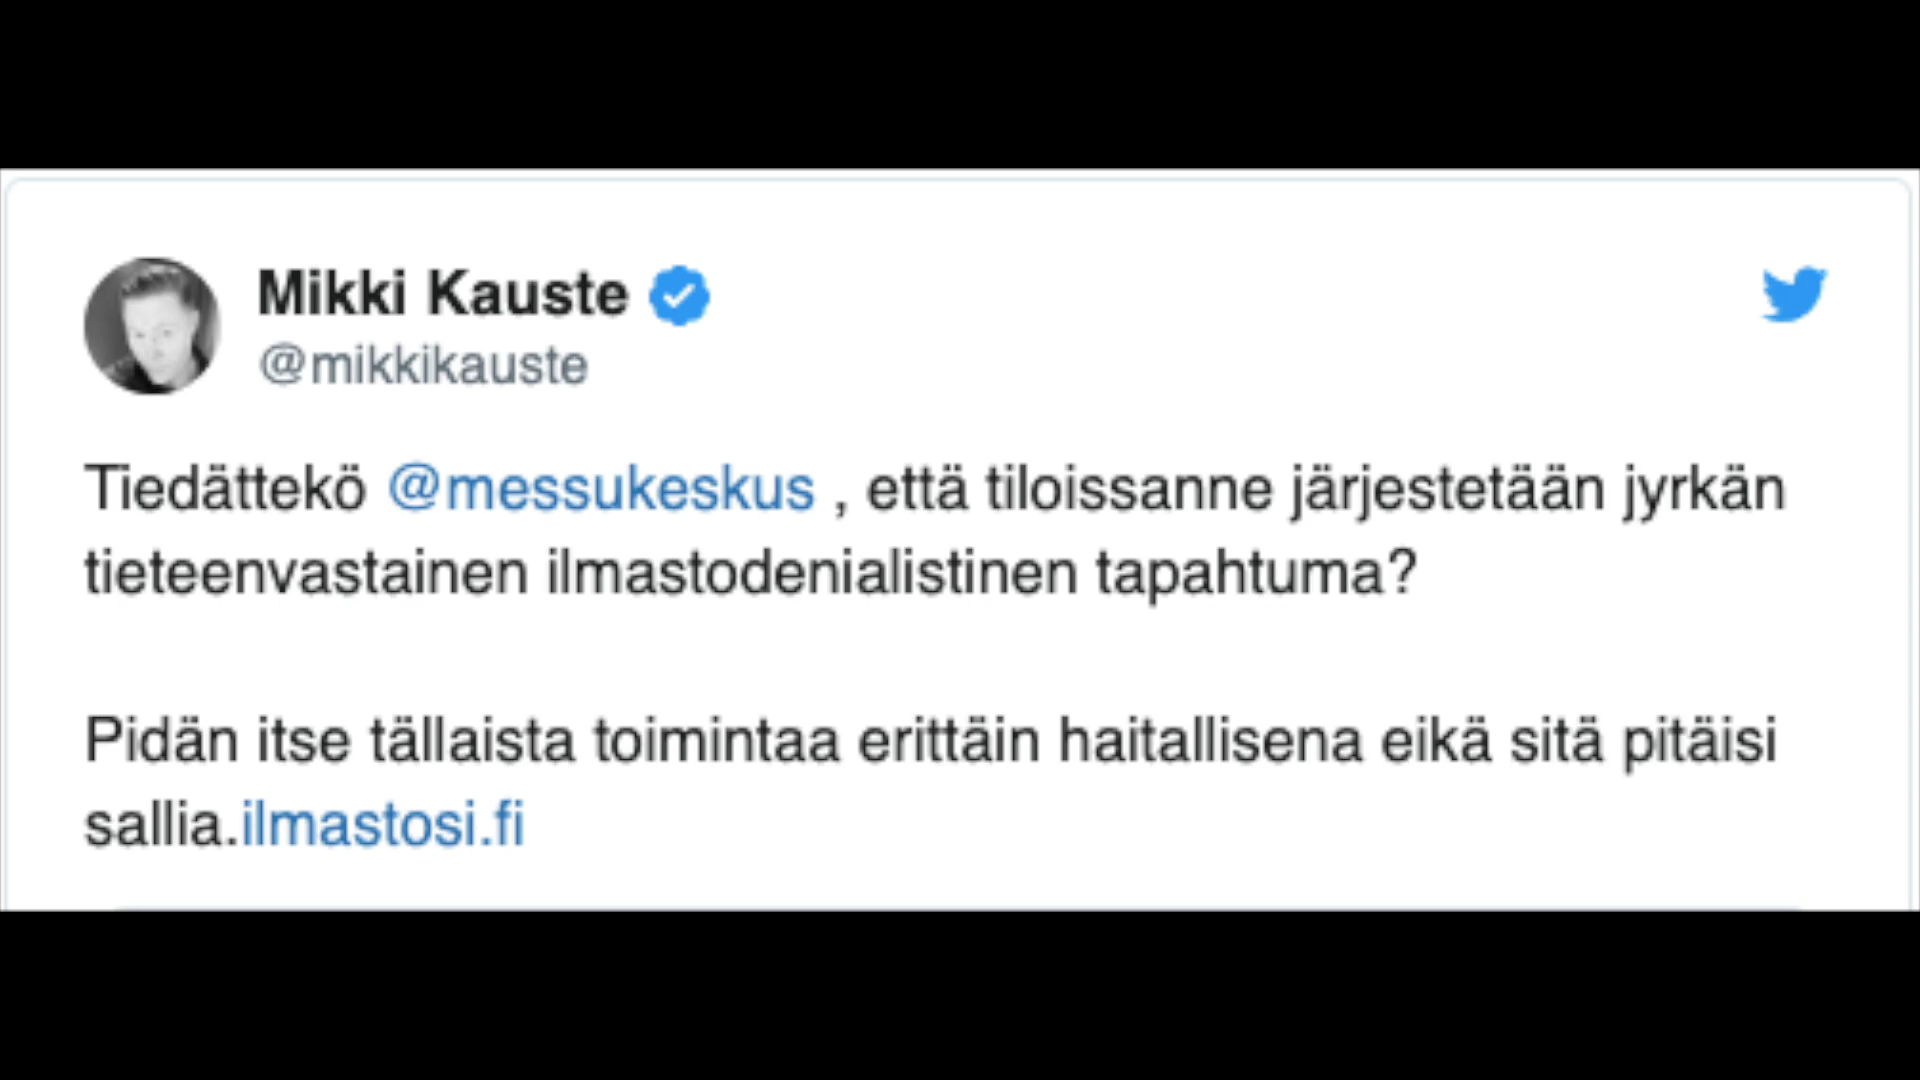 Mikki Kauste
@mikkikauste
Tiedättekö @messukeskus , että tiloissanne järjestetään jyrkän
tieteenvastainen ilmastodenialistinen tapahtuma?
Pidän itse tällaista toimintaa erittäin haitallisena eikä sitä pitäisi
sallia.ilmastosi.fi